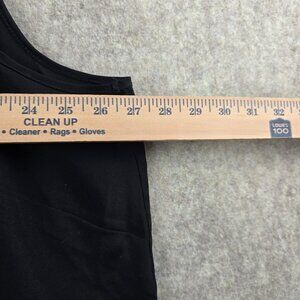 24 25 26 27 28 29 30 31 32
CLEAN UP
• Cleaner • Rags • Gloves
LOWE'S
100